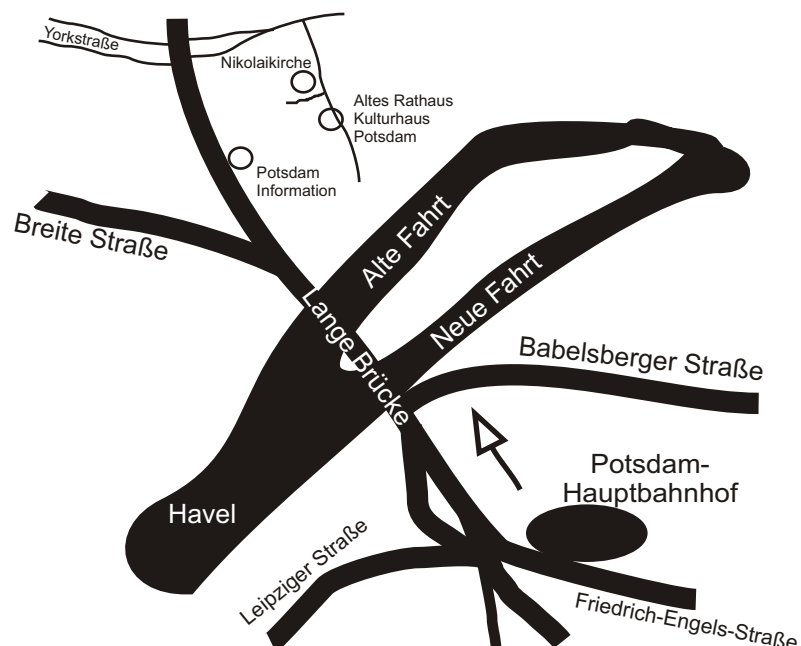 Yorkstraße
Nikolaikirche
Altes Rathaus
Kulturhaus
Potsdam
Potsdam
Information
Breite Straße
Alte Fahrt
Neue Fahrt
Lange Brücke
Babelsberger Straße
Potsdam-
Hauptbahnhof
Havel
Leipziger Straße
Friedrich-Engels-Straße